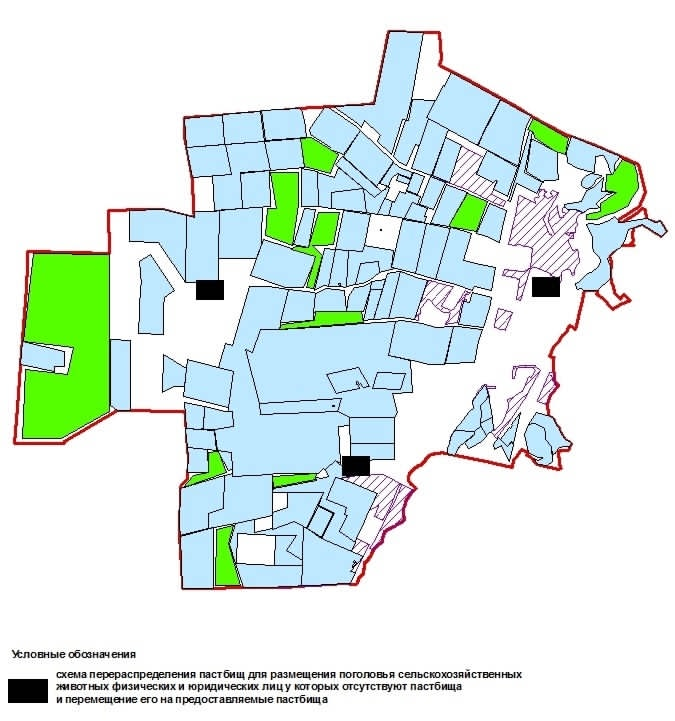 Условные обозначения
схема перераспределения пастбищ для размещения поголовья сельскохозяйственных
животных физических и юридических лиц у которых отсутствуют пастбища
и перемещение его на предоставляемые пастбища